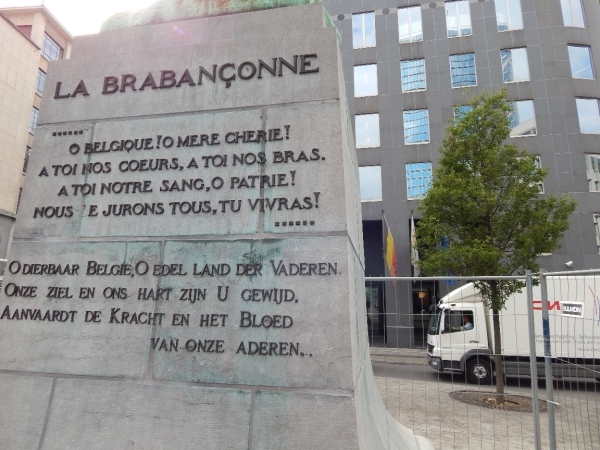 LA BRABANÇONNE
O BELGIQUE! O MERE CHERIE!
A TOI NOS COEURS, A TOI NOS BRAS.
A TOI NOTRE SANG, O PATRIE!
NOUS E JURONS TOUS, TU VIVRAS!
O DIERBAAR BELGIE, O EDEL LAND DER VADEREN.
ONZE ZIEL EN ONS HART ZIJN U GEWIJD,
AANVAARDT DE KRACHT EN HET BLOED
VAN ONZE ADEREN...